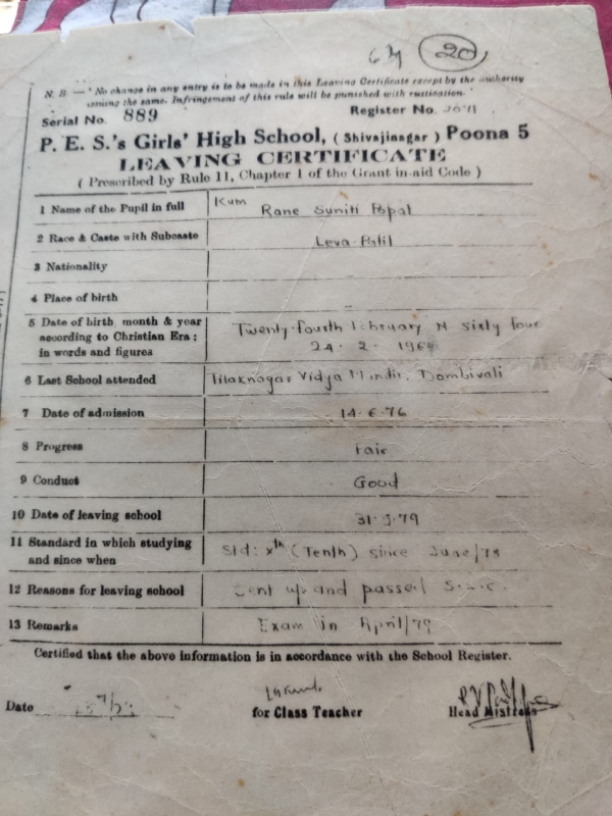 20
N. B. — ' No change in any entry is to be made in this Leaving Certificate except by the authority
issuing the same. Infringement of this rule will be punished with rustication. '
Serial No. 889 Register No.
P. E. S.'s Girls' High School, ( Shivajinagar ) Poona 5
LEAVING CERTIFICATE
( Prescribed by Rule 11, Chapter 1 of the Grant in-aid Code )
1 Name of the Pupil in full Kum Rane Suniti Popat
2 Race & Caste with Subcaste Leva-Patil
3 Nationality
4 Place of birth
5 Date of birth, month & year Twenty-fourth February N. sixty four
according to Christian Era ; 24 . 2 . 1964
in words and figures
6 Last School attended Tilaknagar Vidya Mandir, Dombivali
7 Date of admission 14.6.76
8 Progress Fair
9 Conduct Good
10 Date of leaving school 31.5.79
11 Standard in which studying Std: Xth (Tenth) since June/78
and since when
12 Reasons for leaving school Sent up and passed S.S.C.
13 Remarks Exam in April/79
Certified that the above information is in accordance with the School Register.
Date for Class Teacher Head Mistress